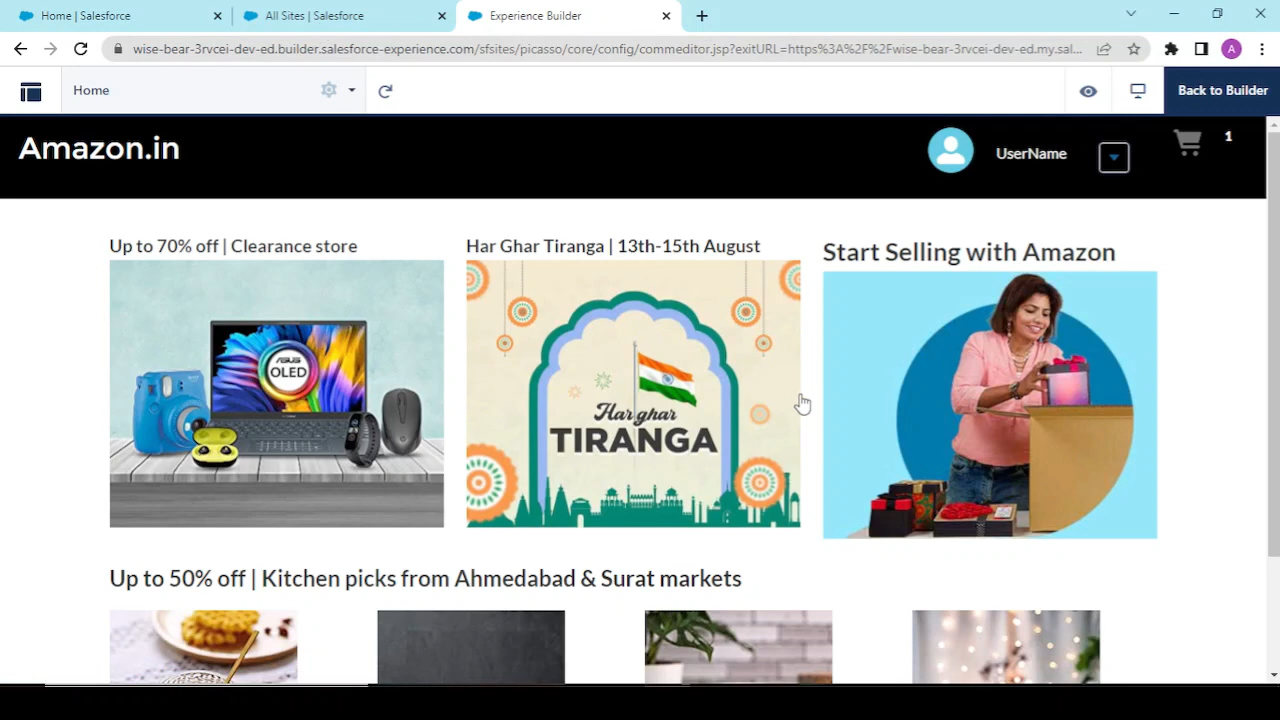 Home | Salesforce
All Sites | Salesforce
Experience Builder
wise-bear-3rvcei-dev-ed.builder.salesforce-experience.com/sfsites/picasso/core/config/commeditor.jsp?exitURL=https%3A%2F%2Fwise-bear-3rvcei-dev-ed.my.sal...
A
Home
Back to Builder
Amazon.in
UserName
1
Up to 70% off | Clearance store
Har Ghar Tiranga | 13th-15th August
Start Selling with Amazon
ASUS
OLED
Har ghar
TIRANGA
Up to 50% off | Kitchen picks from Ahmedabad & Surat markets